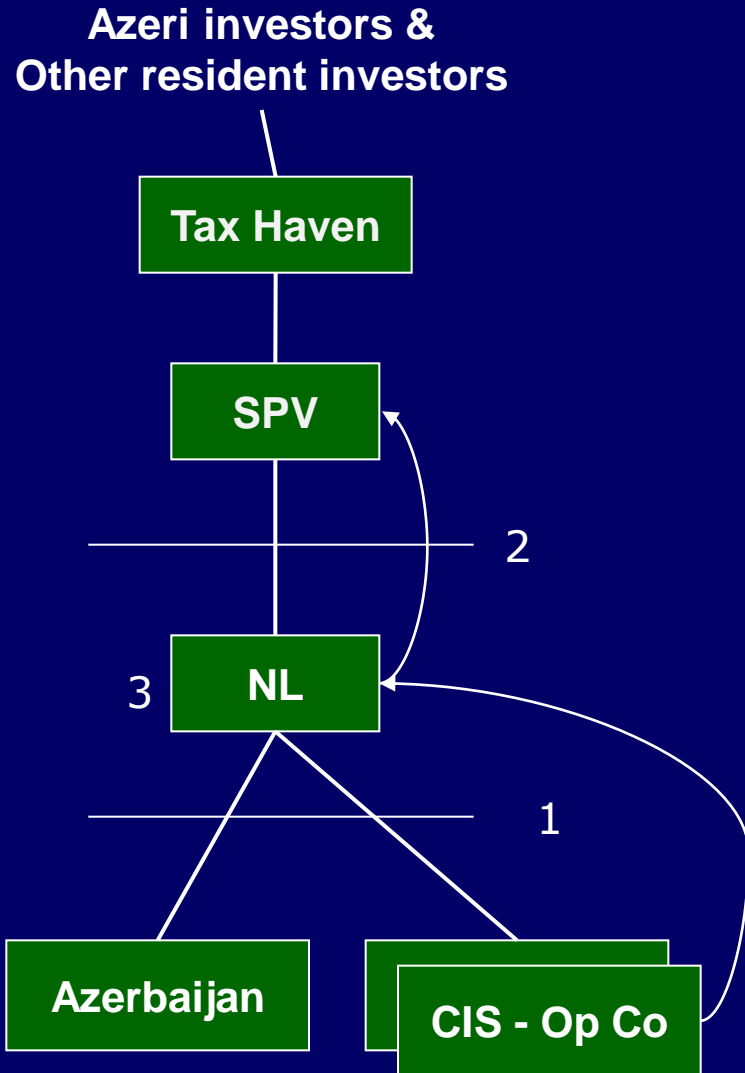 Azeri investors &
Other resident investors
Tax Haven
SPV
2
3
NL
1
Azerbaijan
CIS - Op Co